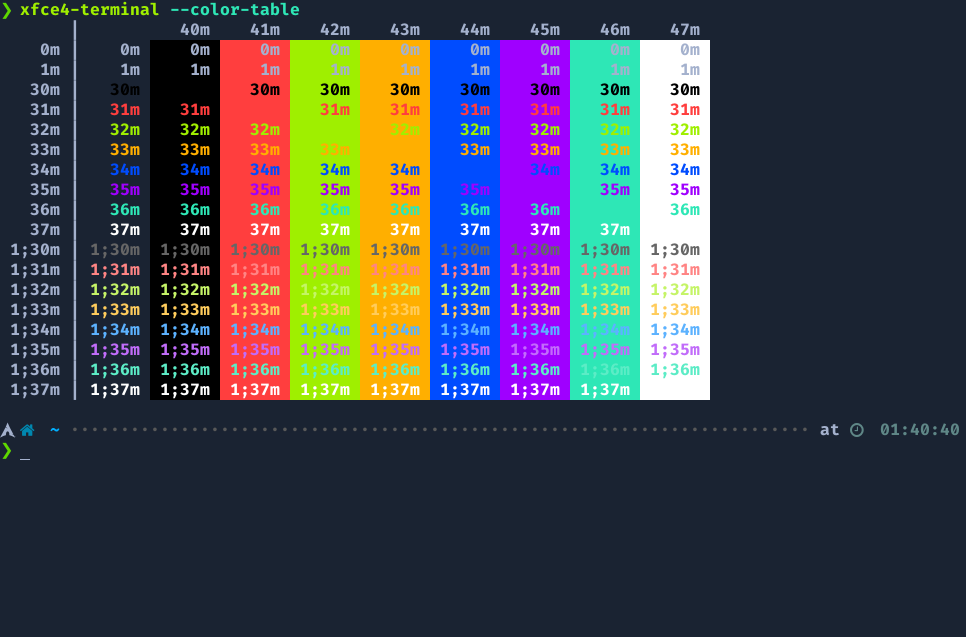 ❯ xfce4-terminal --color-table
| 40m 41m 42m 43m 44m 45m 46m 47m
0m | 0m 0m 0m 0m 0m 0m 0m 0m 0m
1m | 1m 1m 1m 1m 1m 1m 1m 1m 1m
30m | 30m 30m 30m 30m 30m 30m 30m 30m
31m | 31m 31m 31m 31m 31m 31m 31m 31m
32m | 32m 32m 32m 32m 32m 32m 32m 32m
33m | 33m 33m 33m 33m 33m 33m 33m 33m
34m | 34m 34m 34m 34m 34m 34m 34m 34m
35m | 35m 35m 35m 35m 35m 35m 35m 35m
36m | 36m 36m 36m 36m 36m 36m 36m 36m
37m | 37m 37m 37m 37m 37m 37m 37m 37m
1;30m | 1;30m 1;30m 1;30m 1;30m 1;30m 1;30m 1;30m 1;30m 1;30m
1;31m | 1;31m 1;31m 1;31m 1;31m 1;31m 1;31m 1;31m 1;31m 1;31m
1;32m | 1;32m 1;32m 1;32m 1;32m 1;32m 1;32m 1;32m 1;32m 1;32m
1;33m | 1;33m 1;33m 1;33m 1;33m 1;33m 1;33m 1;33m 1;33m 1;33m
1;34m | 1;34m 1;34m 1;34m 1;34m 1;34m 1;34m 1;34m 1;34m 1;34m
1;35m | 1;35m 1;35m 1;35m 1;35m 1;35m 1;35m 1;35m 1;35m 1;35m
1;36m | 1;36m 1;36m 1;36m 1;36m 1;36m 1;36m 1;36m 1;36m 1;36m
1;37m | 1;37m 1;37m 1;37m 1;37m 1;37m 1;37m 1;37m 1;37m
~ at 01:40:40
❯ _